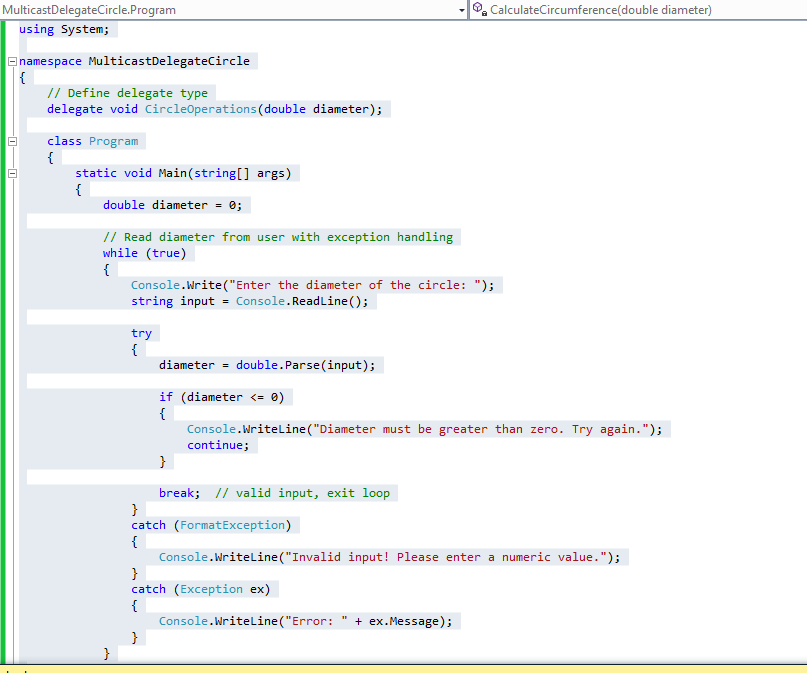 MulticastDelegateCircle.Program
CalculateCircumference(double diameter)
using System;
namespace MulticastDelegateCircle
{
// Define delegate type
delegate void CircleOperations(double diameter);
class Program
{
static void Main(string[] args)
{
double diameter = 0;
// Read diameter from user with exception handling
while (true)
{
Console.Write("Enter the diameter of the circle: ");
string input = Console.ReadLine();
try
{
diameter = double.Parse(input);
if (diameter <= 0)
{
Console.WriteLine("Diameter must be greater than zero. Try again.");
continue;
}
break;  // valid input, exit loop
}
catch (FormatException)
{
Console.WriteLine("Invalid input! Please enter a numeric value.");
}
catch (Exception ex)
{
Console.WriteLine("Error: " + ex.Message);
}
}